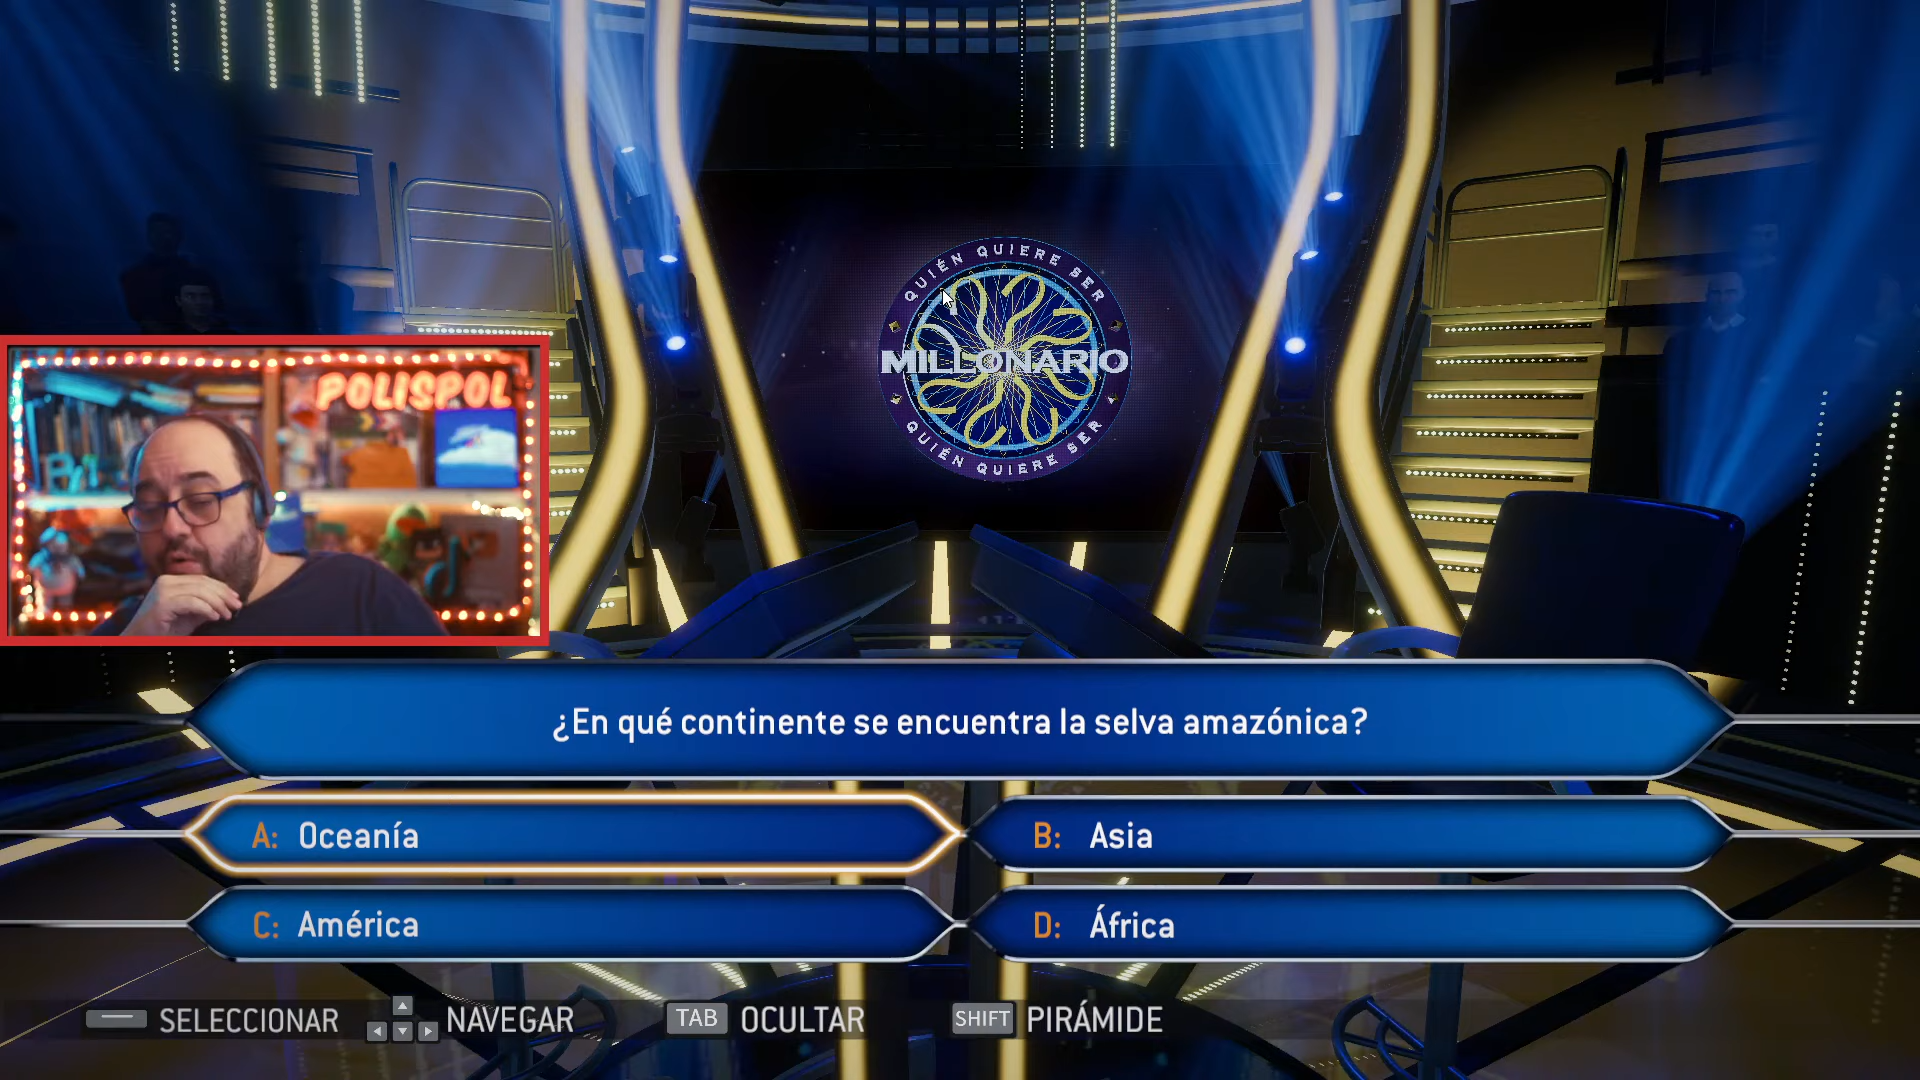 QUIÉN QUIERE SER
MILLONARIO
QUIÉN QUIERE SER
POLISPOL
¿En qué continente se encuentra la selva amazónica?
A: Oceanía
B: Asia
C: América
D: África
SELECCIONAR
NAVEGAR
TAB OCULTAR
SHIFT PIRÁMIDE